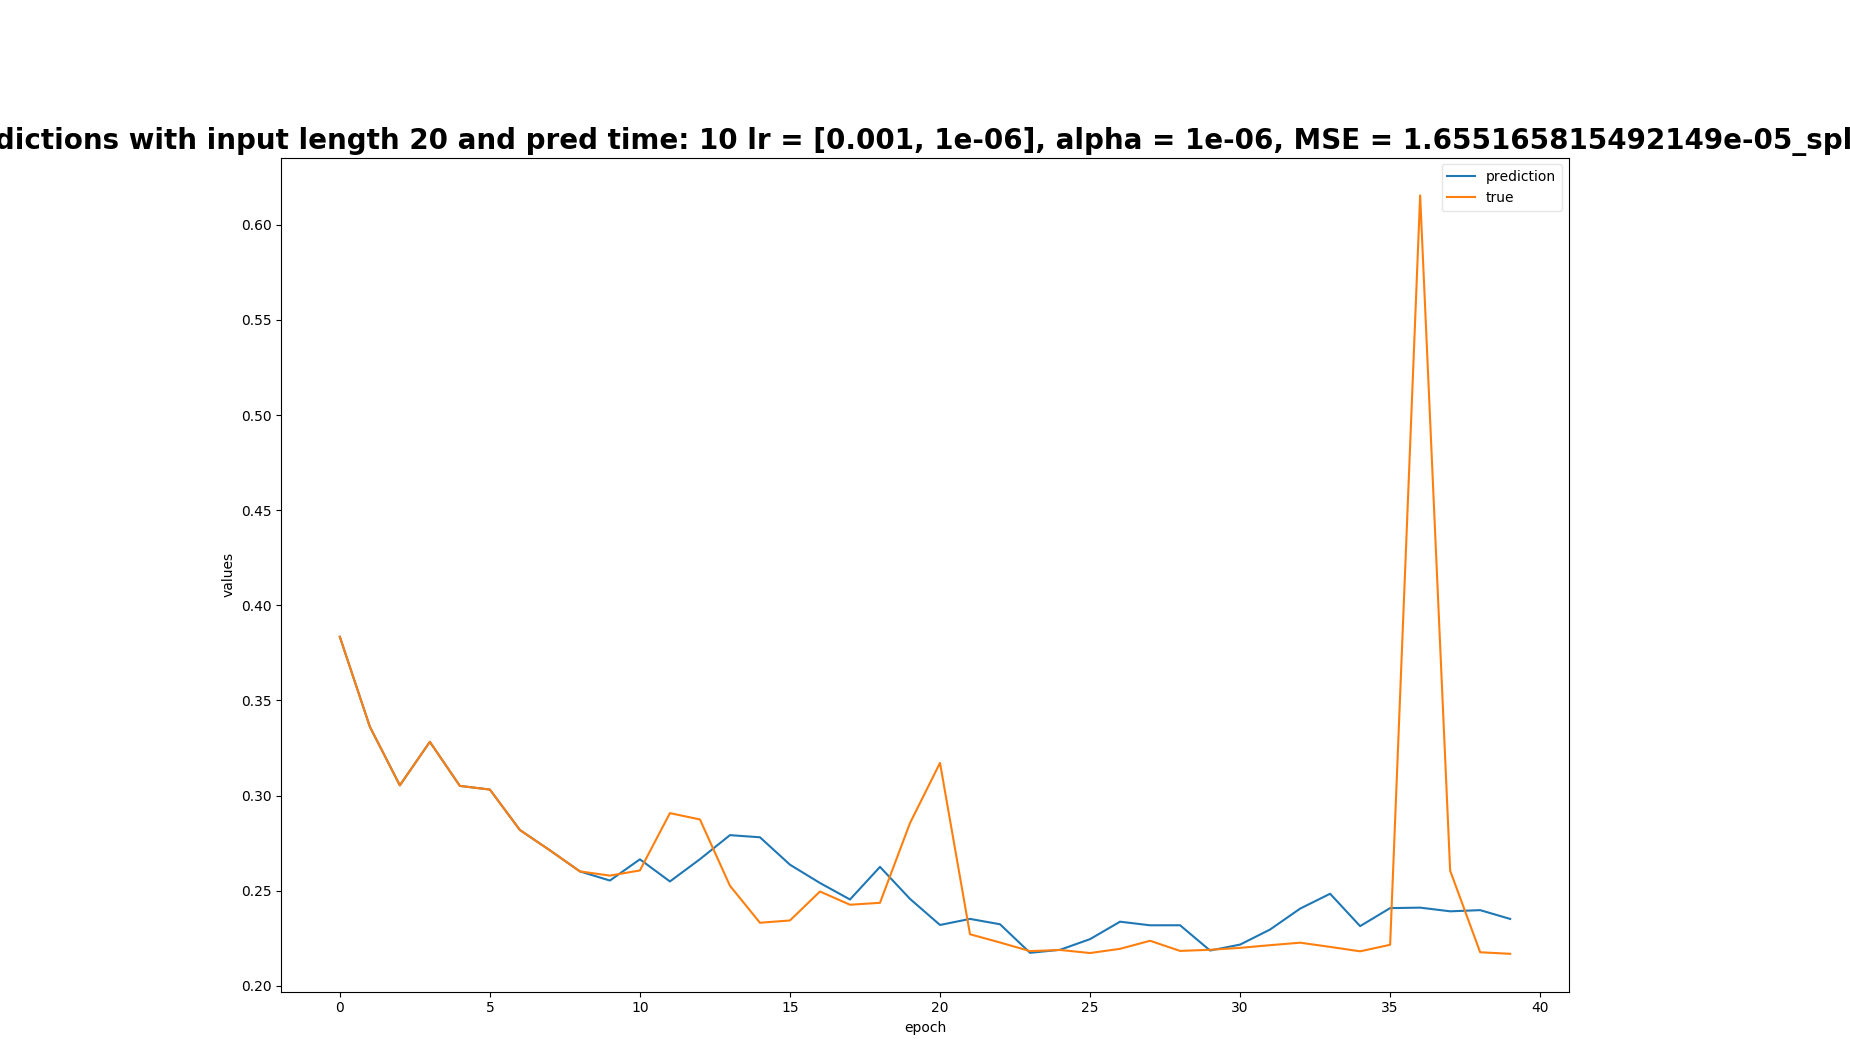 dictions with input length 20 and pred time: 10 lr = [0.001, 1e-06], alpha = 1e-06, MSE = 1.655165815492149e-05_spl
prediction
true
0.60
0.55
0.50
0.45
0.40
0.35
0.30
0.25
0.20
values
0 5 10 15 20 25 30 35 40
epoch